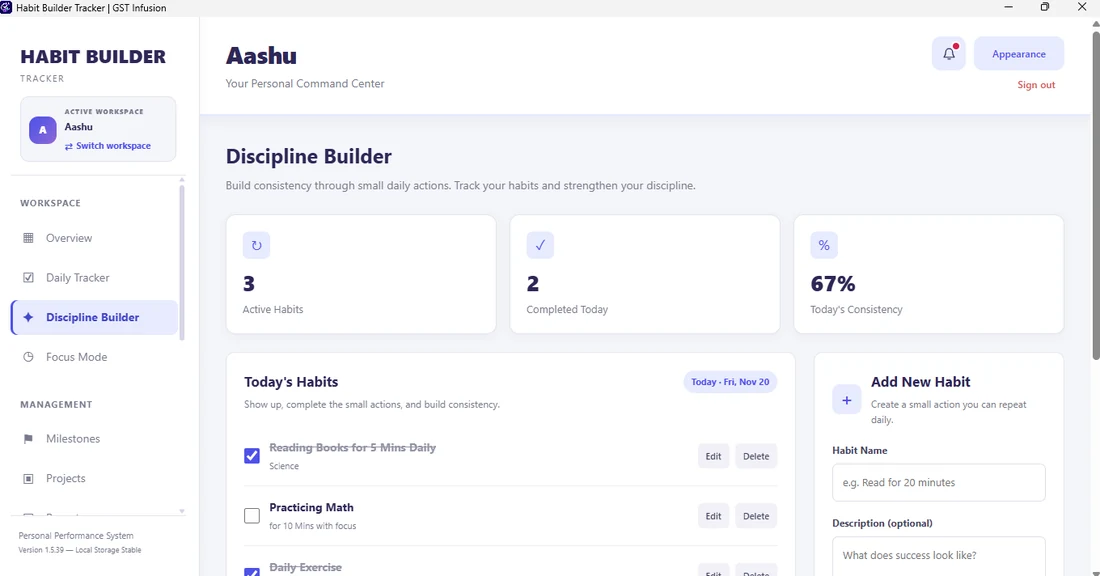 Habit Builder Tracker | GST Infusion
HABIT BUILDER
TRACKER
A
ACTIVE WORKSPACE
Aashu
⇄ Switch workspace
WORKSPACE
Overview
Daily Tracker
Discipline Builder
Focus Mode
MANAGEMENT
Milestones
Projects
Personal Performance System
Version 1.5.39 — Local Storage Stable
Aashu
Your Personal Command Center
Appearance
Sign out
Discipline Builder
Build consistency through small daily actions. Track your habits and strengthen your discipline.
↻
3
Active Habits
✓
2
Completed Today
%
67%
Today's Consistency
Today's Habits
Today · Fri, Nov 20
Show up, complete the small actions, and build consistency.
Reading Books for 5 Mins Daily
Science
Edit Delete
Practicing Math
for 10 Mins with focus
Edit Delete
Daily Exercise
Edit Delete
+
Add New Habit
Create a small action you can repeat
daily.
Habit Name
e.g. Read for 20 minutes
Description (optional)
What does success look like?